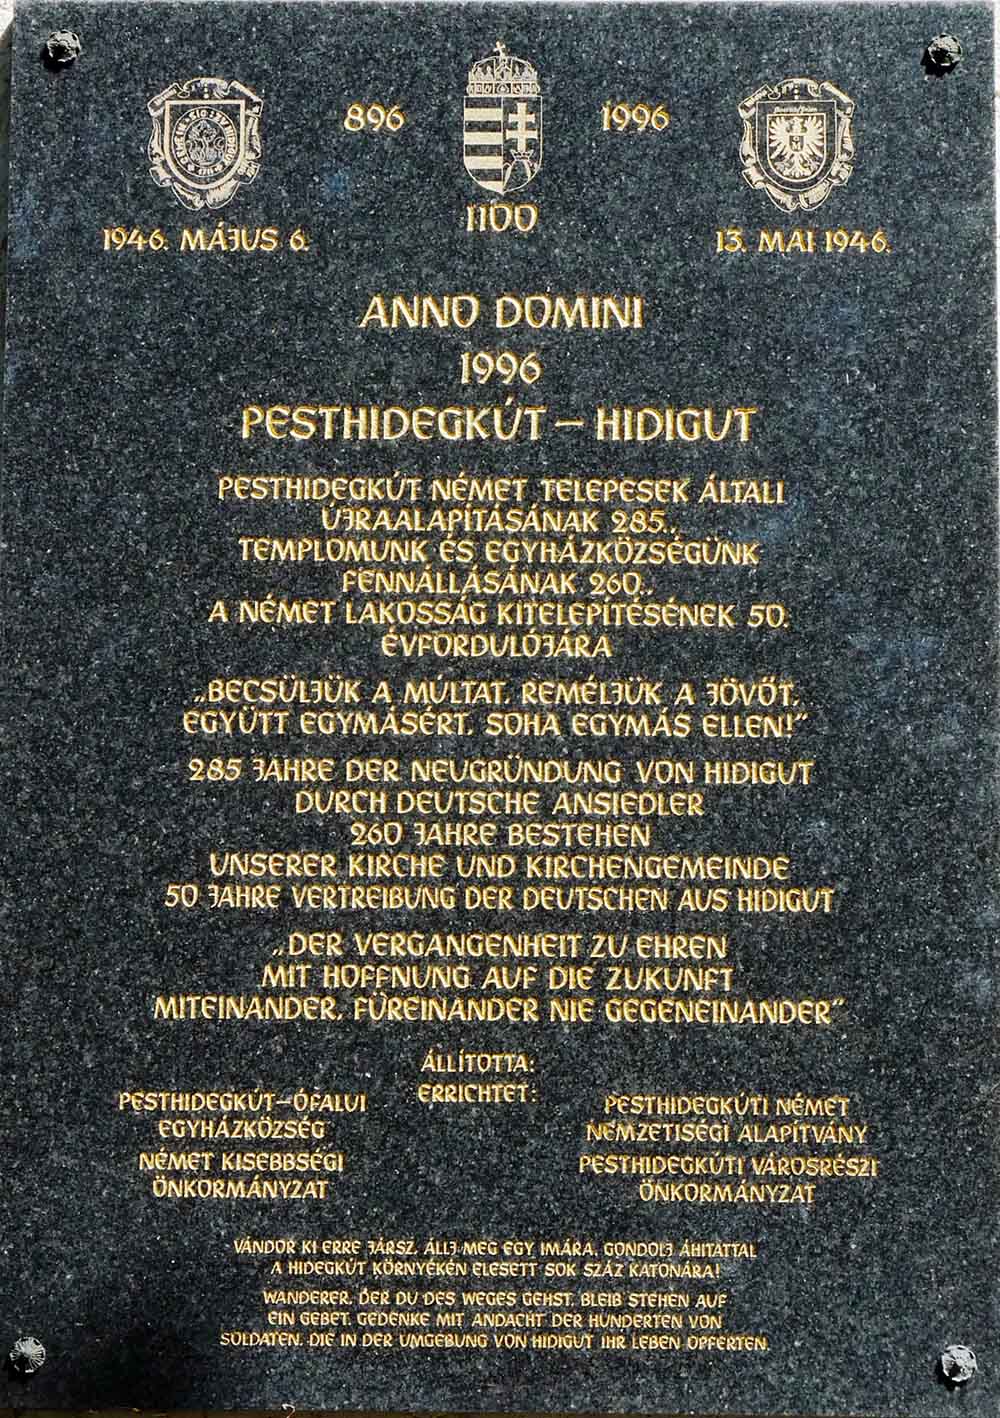 896
1996
1100
1946. MÁJUS 6.
13. MAI 1946.
ANNO DOMINI
1996
PESTHIDEGKÚT – HIDIGUT
PESTHIDEGKÚT NÉMET TELEPESEK ÁLTALI
ÚJRAALAPÍTÁSÁNAK 285.,
TEMPLOMUNK ÉS EGYHÁZKÖZSÉGÜNK
FENNÁLLÁSÁNAK 260.,
A NÉMET LAKOSSÁG KITELEPÍTÉSÉNEK 50.
ÉVFORDULÓJÁRA
„BECSÜLJÜK A MÚLTAT, REMÉLJÜK A JÖVŐT,
EGYÜTT EGYMÁSÉRT, SOHA EGYMÁS ELLEN!”
285 JAHRE DER NEUGRÜNDUNG VON HIDIGUT
DURCH DEUTSCHE ANSIEDLER
260 JAHRE BESTEHEN
UNSERER KIRCHE UND KIRCHENGEMEINDE
50 JAHRE VERTREIBUNG DER DEUTSCHEN AUS HIDIGUT
„DER VERGANGENHEIT ZU EHREN
MIT HOFFNUNG AUF DIE ZUKUNFT
MITEINANDER, FÜREINANDER NIE GEGENEINANDER”
ÁLLÍTOTTA:
ERRICHTET:
PESTHIDEGKÚT–ÓFALUI
EGYHÁZKÖZSÉG
NÉMET KISEBBSÉGI
ÖNKORMÁNYZAT
PESTHIDEGKÚTI NÉMET
NEMZETISÉGI ALAPÍTVÁNY
PESTHIDEGKÚTI VÁROSRÉSZI
ÖNKORMÁNYZAT
VÁNDOR KI ERRE JÁRSZ, ÁLLJ MEG EGY IMÁRA, GONDOLJ ÁHITATTAL
A HIDEGKÚT KÖRNYÉKÉN ELESETT SOK SZÁZ KATONÁRA!
WANDERER, DER DU DES WEGES GEHST, BLEIB STEHEN AUF
EIN GEBET, GEDENKE MIT ANDACHT DER HUNDERTEN VON
SOLDATEN, DIE IN DER UMGEBUNG VON HIDIGUT IHR LEBEN OPFERTEN.